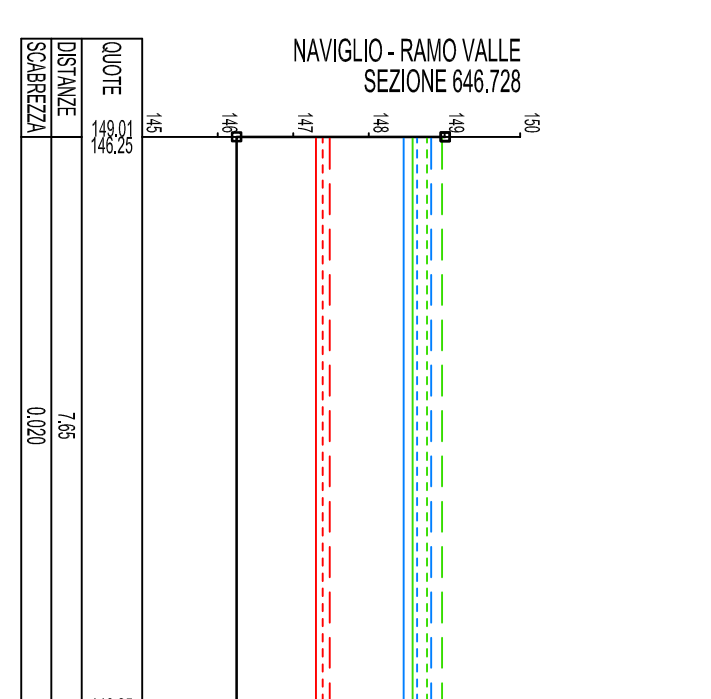 NAVIGLIO - RAMO VALLE
SEZIONE 646.728
150
149
148
147
146
145
QUOTE
149.01
146.25
DISTANZE
7.65
SCABREZZA
0.020